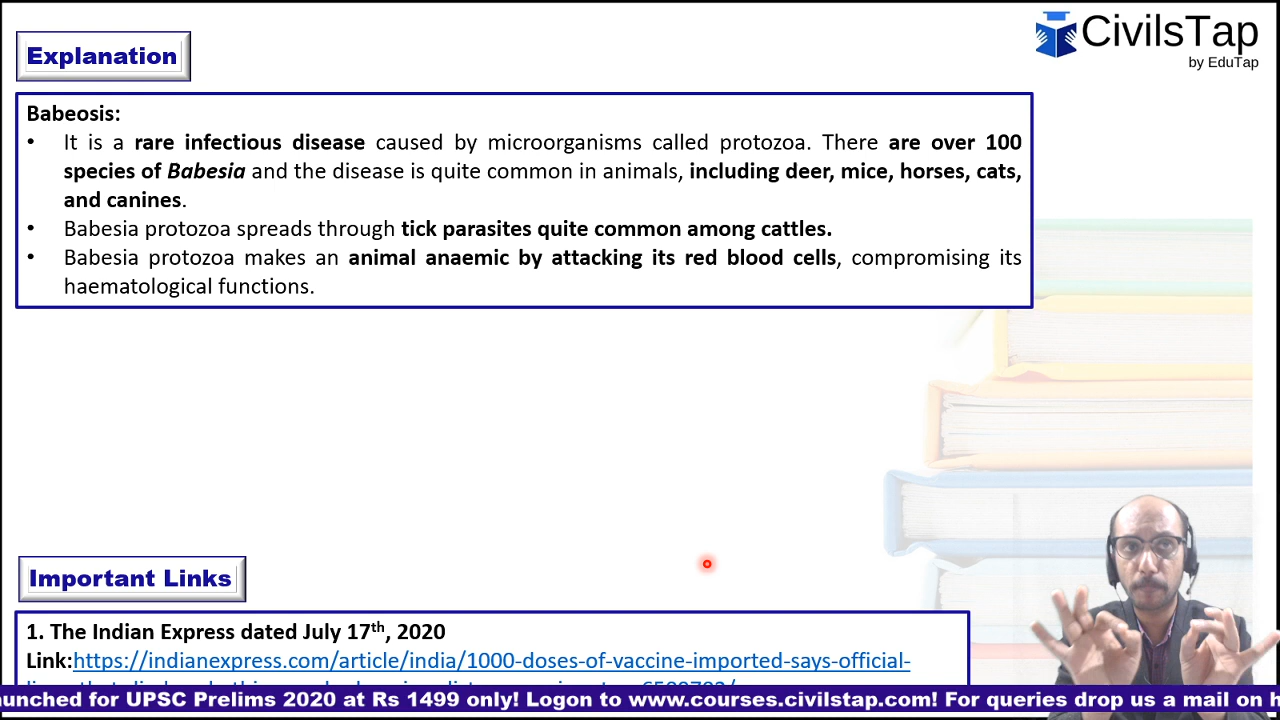 CivilsTap
by EduTap
Explanation
Babeosis:
• It is a rare infectious disease caused by microorganisms called protozoa. There are over 100
species of Babesia and the disease is quite common in animals, including deer, mice, horses, cats,
and canines.
• Babesia protozoa spreads through tick parasites quite common among cattles.
• Babesia protozoa makes an animal anaemic by attacking its red blood cells, compromising its
haematological functions.
Important Links
1. The Indian Express dated July 17th, 2020
Link:https://indianexpress.com/article/india/1000-doses-of-vaccine-imported-says-official-
aunched for UPSC Prelims 2020 at Rs 1499 only! Logon to www.courses.civilstap.com! For queries drop us a mail on h